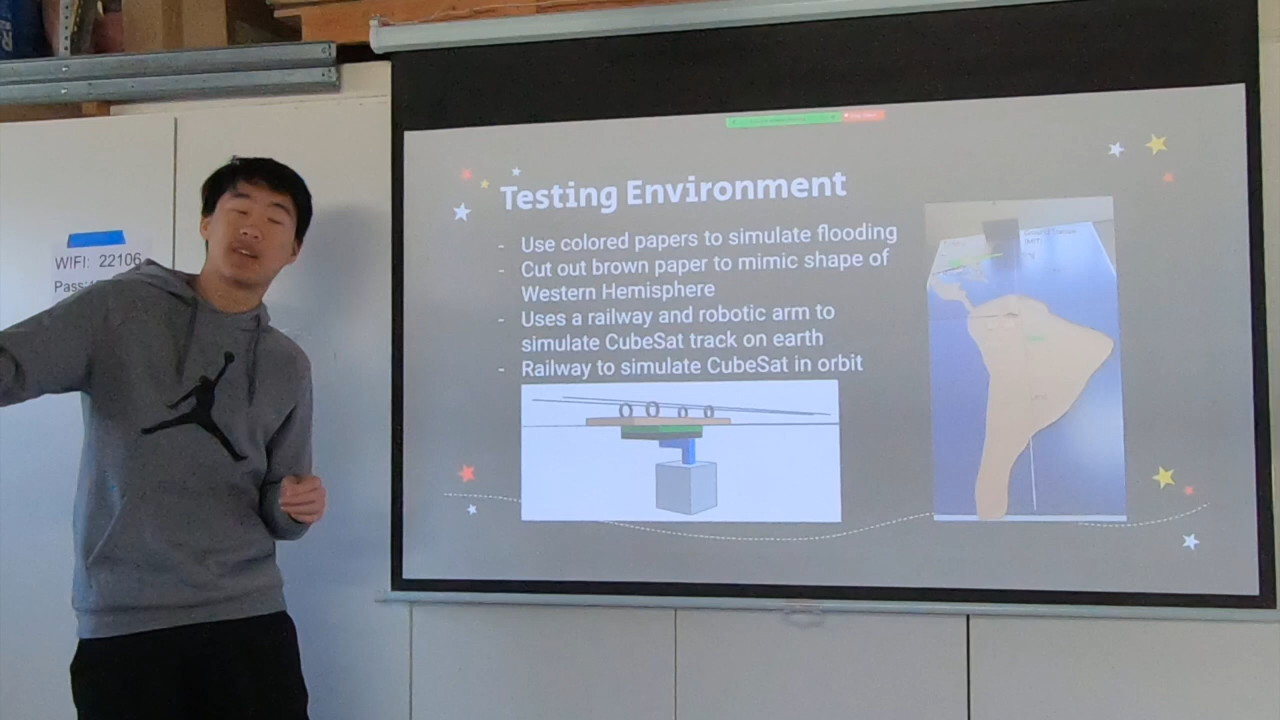 WIFI: 22106
Testing Environment
- Use colored papers to simulate flooding
- Cut out brown paper to mimic shape of
Western Hemisphere
- Uses a railway and robotic arm to
simulate CubeSat track on earth
- Railway to simulate CubeSat in orbit